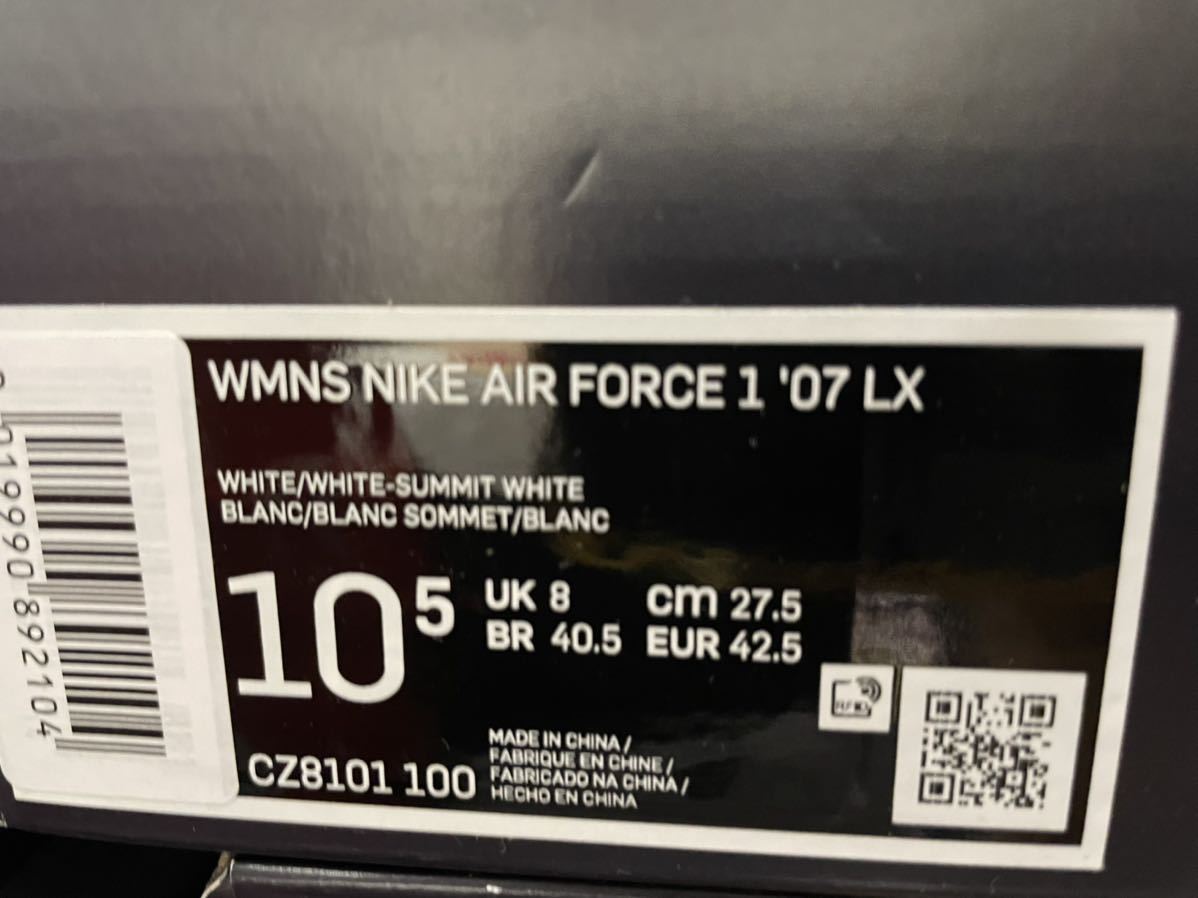 WMNS NIKE AIR FORCE 1 '07 LX
WHITE/WHITE-SUMMIT WHITE
BLANC/BLANC SOMMET/BLANC
10 5
UK 8 cm 27.5
BR 40.5 EUR 42.5
RFID
CZ8101 100
MADE IN CHINA /
FABRIQUE EN CHINE /
FABRICADO NA CHINA /
HECHO EN CHINA
019990 892104